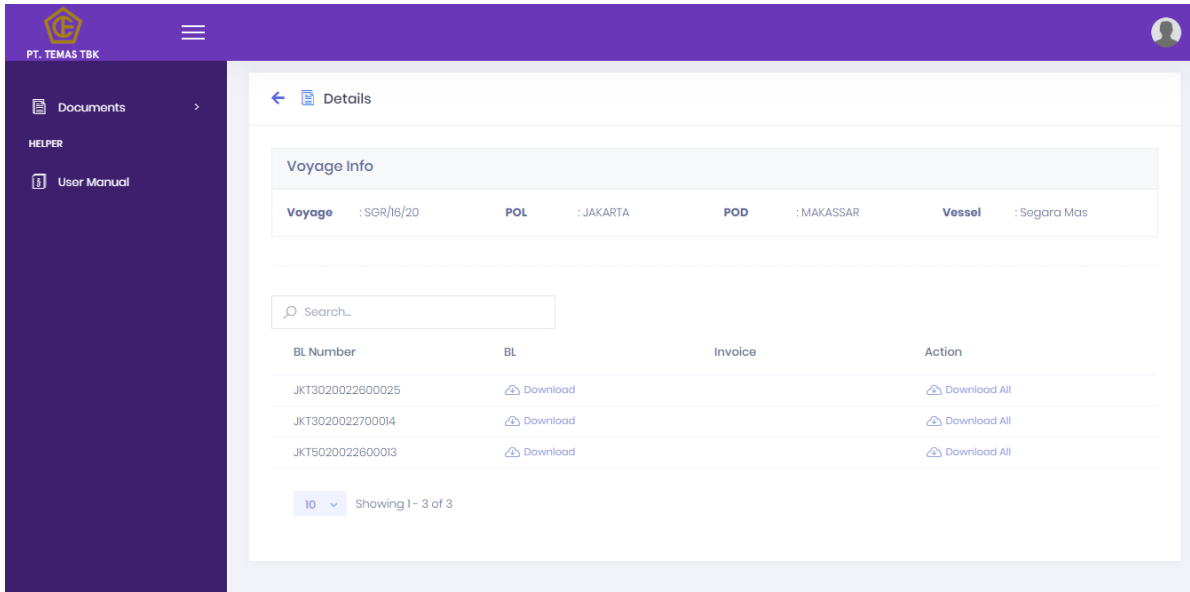 PT. TEMAS TBK
Documents
HELPER
User Manual
Details
Voyage Info
Voyage : SGR/16/20 POL : JAKARTA POD : MAKASSAR Vessel : Segara Mas
Search...
BL Number BL Invoice Action
JKT3020022600025 Download Download All
JKT3020022700014 Download Download All
JKT5020022600013 Download Download All
10 Showing 1 - 3 of 3